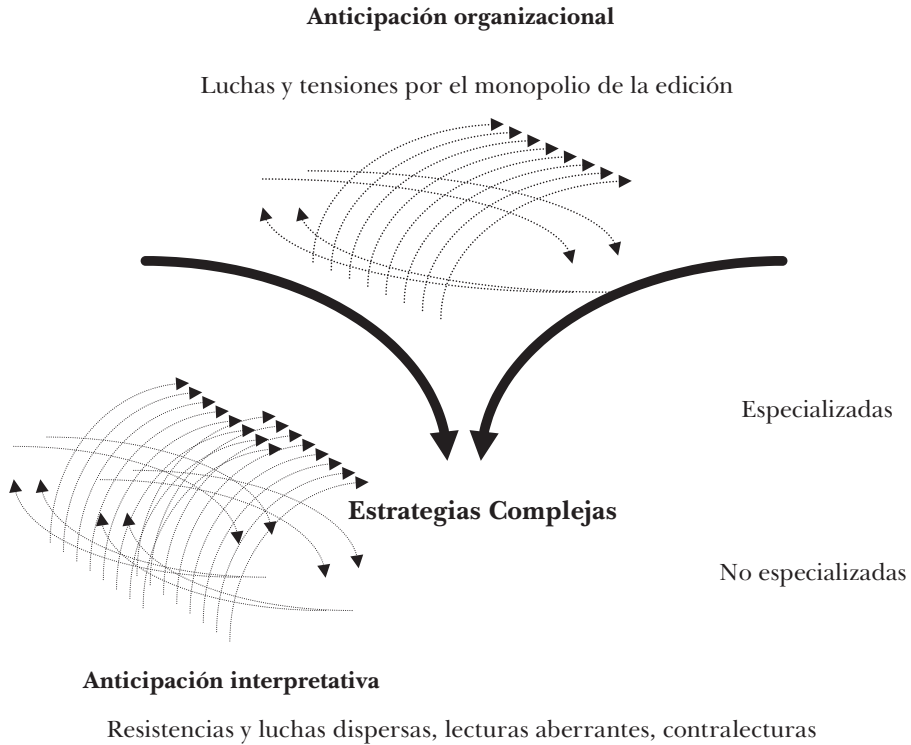 Anticipación organizacional
Luchas y tensiones por el monopolio de la edición
Especializadas
Estrategias Complejas
No especializadas
Anticipación interpretativa
Resistencias y luchas dispersas, lecturas aberrantes, contralecturas